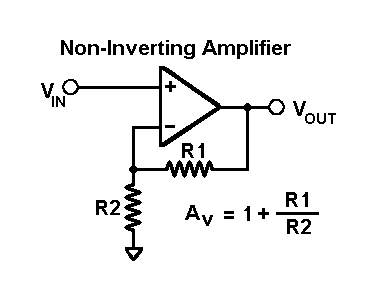 Non-Inverting Amplifier
VIN
+
VOUT
−
R1
R2
AV = 1 + R1/R2